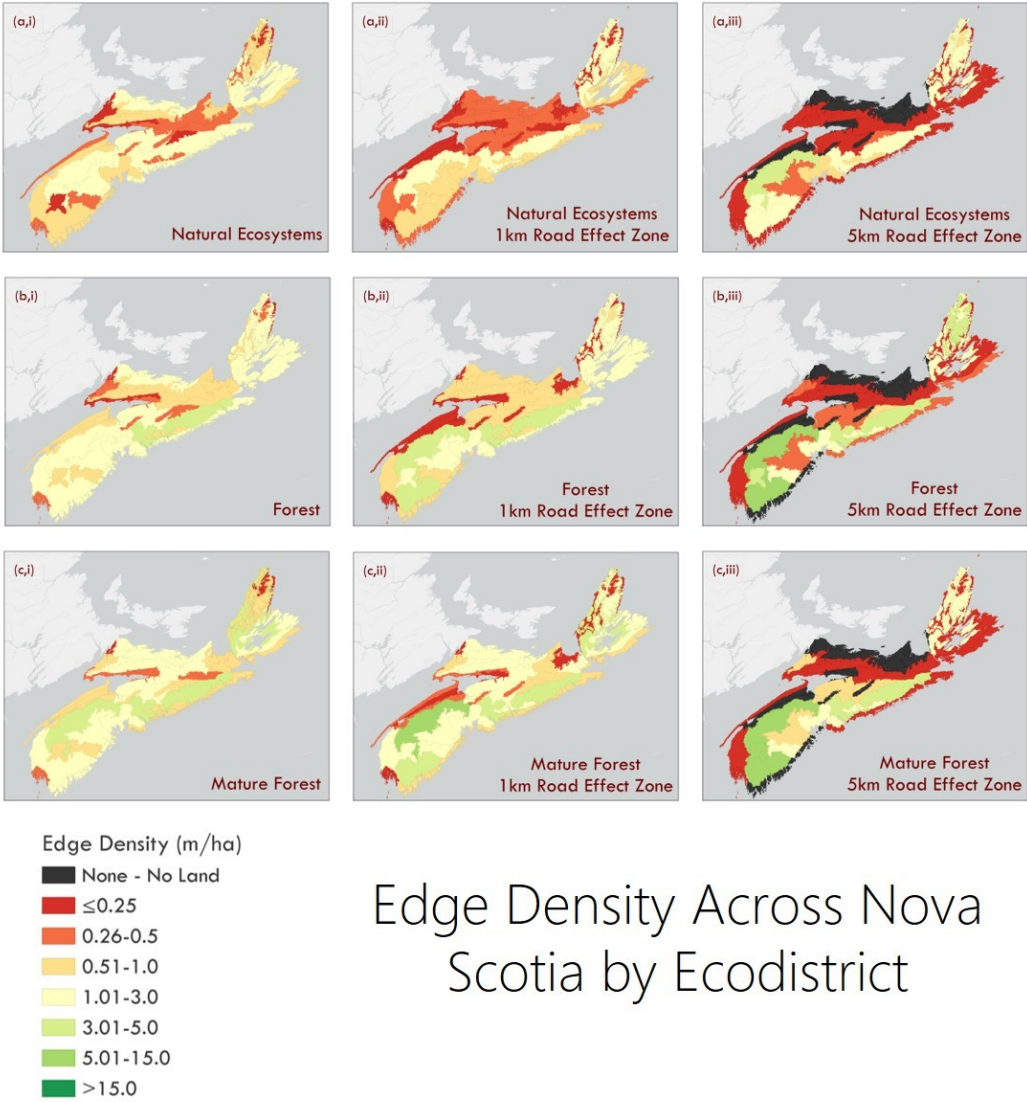 (a,i)
Natural Ecosystems
(a,ii)
Natural Ecosystems
1km Road Effect Zone
(a,iii)
Natural Ecosystems
5km Road Effect Zone
(b,i)
Forest
(b,ii)
Forest
1km Road Effect Zone
(b,iii)
Forest
5km Road Effect Zone
(c,i)
Mature Forest
(c,ii)
Mature Forest
1km Road Effect Zone
(c,iii)
Mature Forest
5km Road Effect Zone
Edge Density (m/ha)
None - No Land
≤0.25
0.26-0.5
0.51-1.0
1.01-3.0
3.01-5.0
5.01-15.0
>15.0
Edge Density Across Nova
Scotia by Ecodistrict